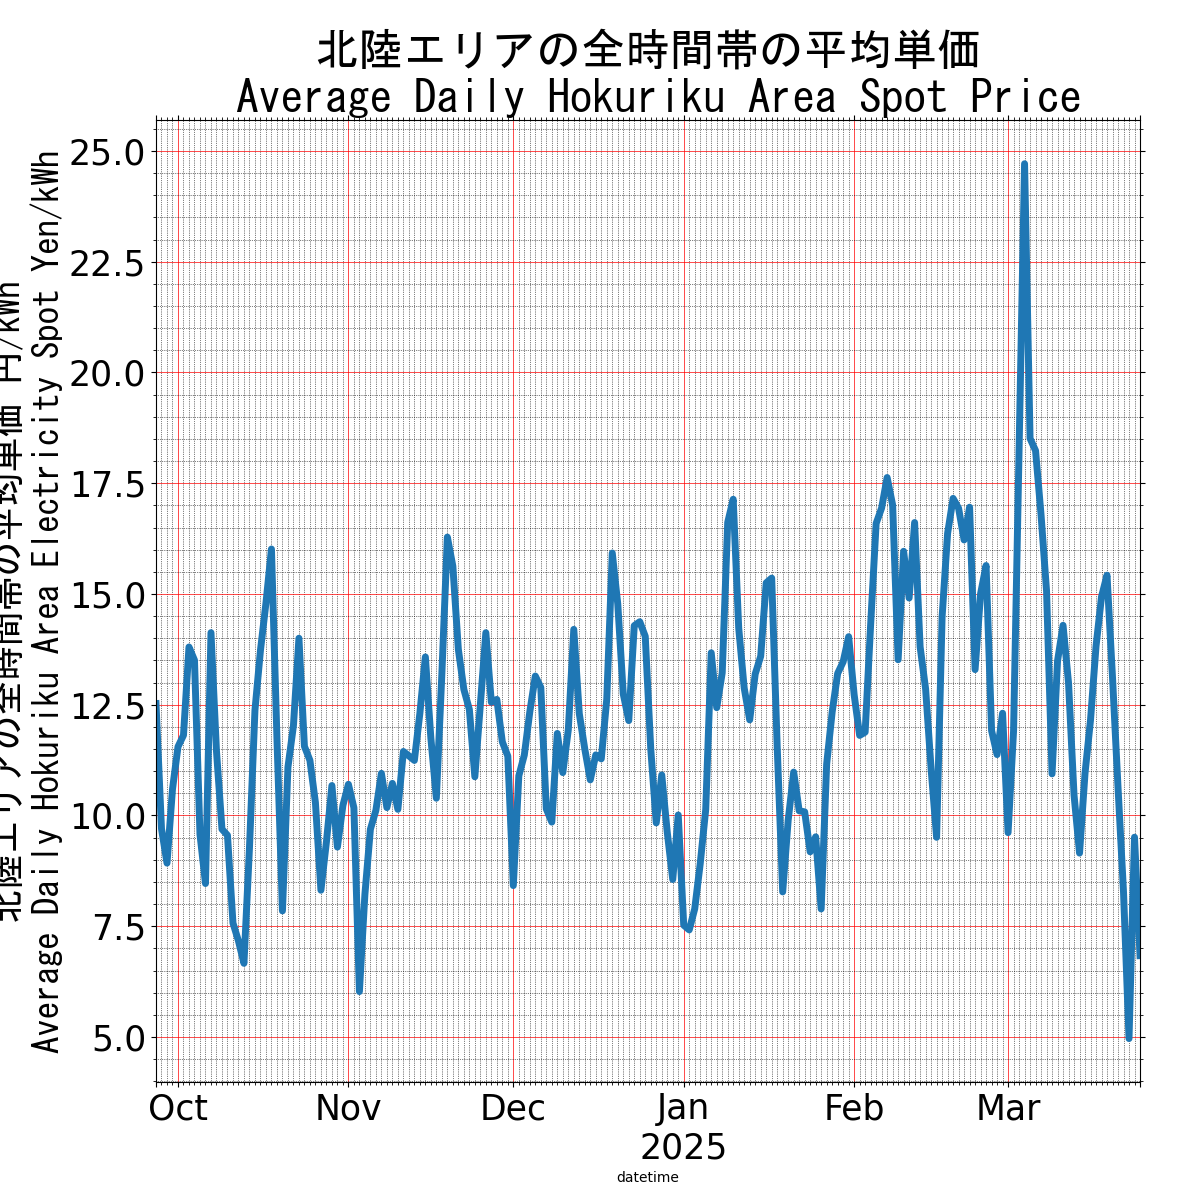 北陸エリアの全時間帯の平均単価
Average Daily Hokuriku Area Spot Price
北陸エリアの全時間帯の平均単価 円/kWh
Average Daily Hokuriku Area Electricity Spot Yen/kWh
25.0
22.5
20.0
17.5
15.0
12.5
10.0
7.5
5.0
Oct Nov Dec Jan Feb Mar
2025
datetime